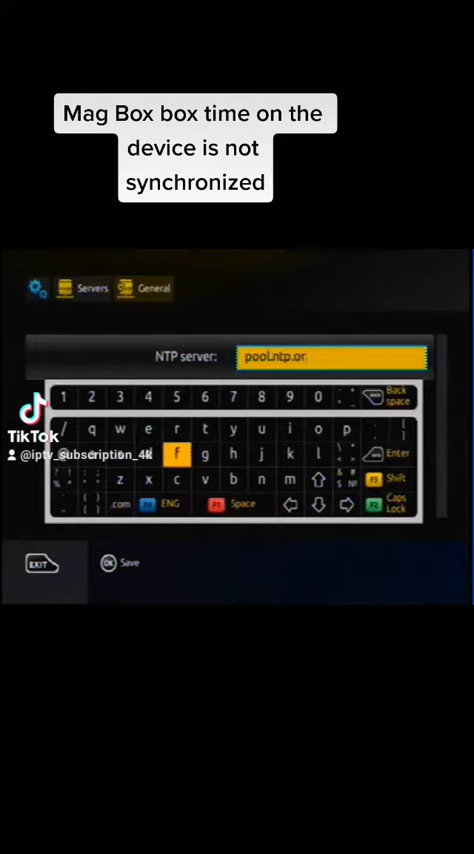 Mag Box box time on the
device is not
synchronized
Servers General
NTP server: pool.ntp.or
1 2 3 4 5 6 7 8 9 0 Back space
/ q w e r t y u i o p
f g h j k l Enter
z x c v b n m Shift
.com ENG F1 Space F2 Caps Lock
TikTok
@iptv_subscription_4k
EXIT OK Save